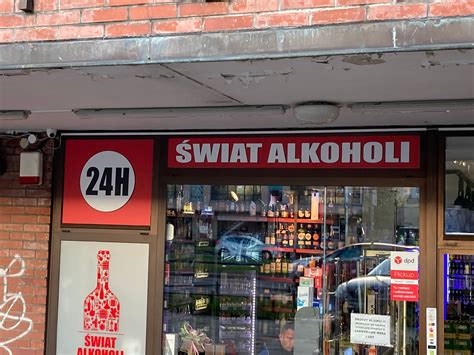 ŚWIAT ALKOHOLI
24H
dpd
Pickup
ŚWIAT
ALKOHOLI